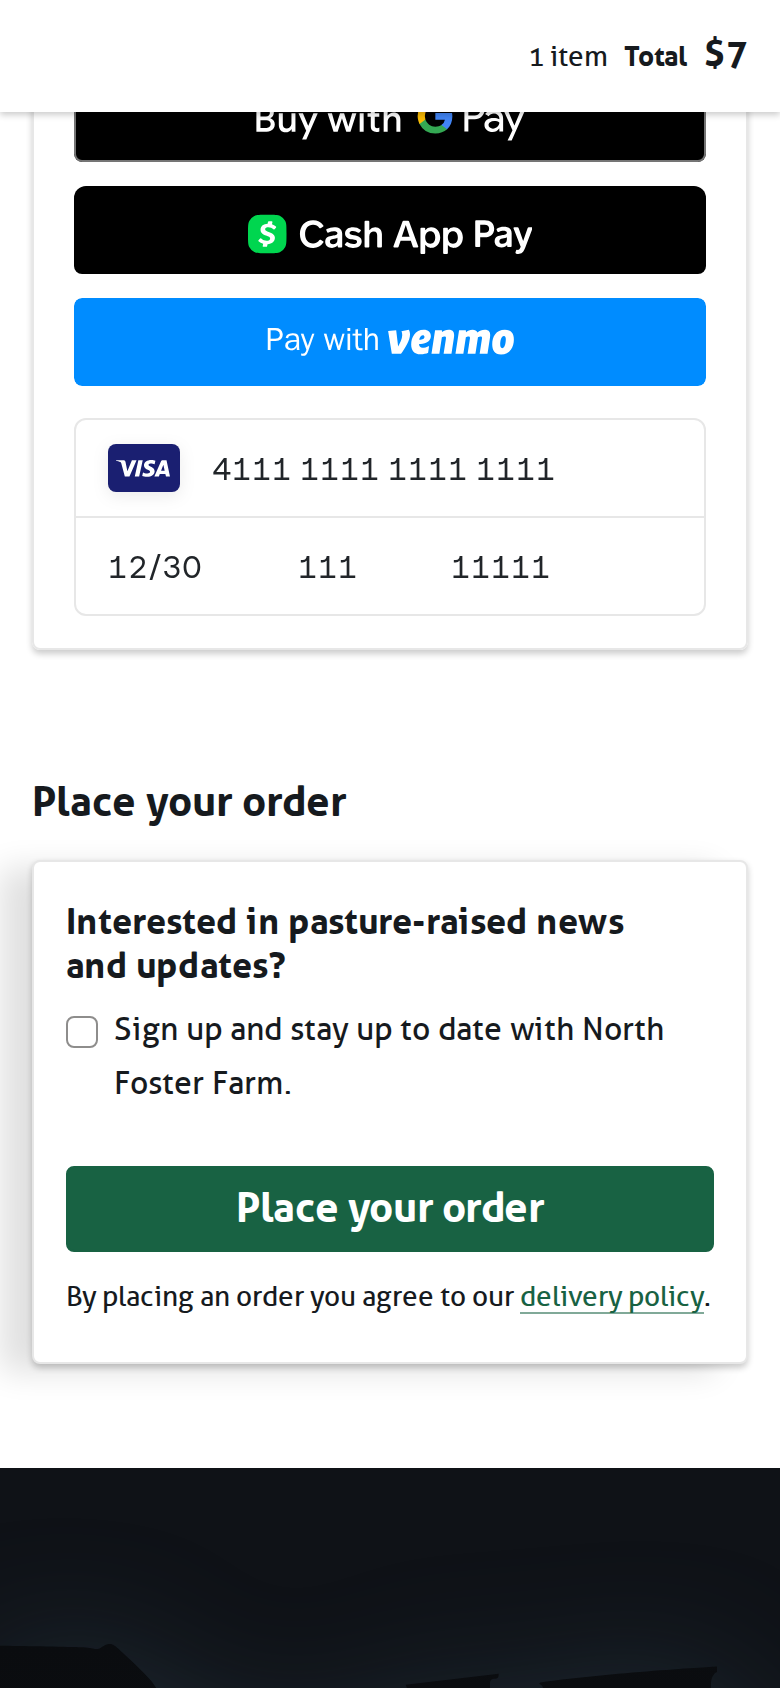 1 item Total $7
Buy with G Pay
$ Cash App Pay
Pay with venmo
VISA 4111 1111 1111 1111
12/30 111 11111
Place your order
Interested in pasture-raised news
and updates?
Sign up and stay up to date with North
Foster Farm.
Place your order
By placing an order you agree to our delivery policy.